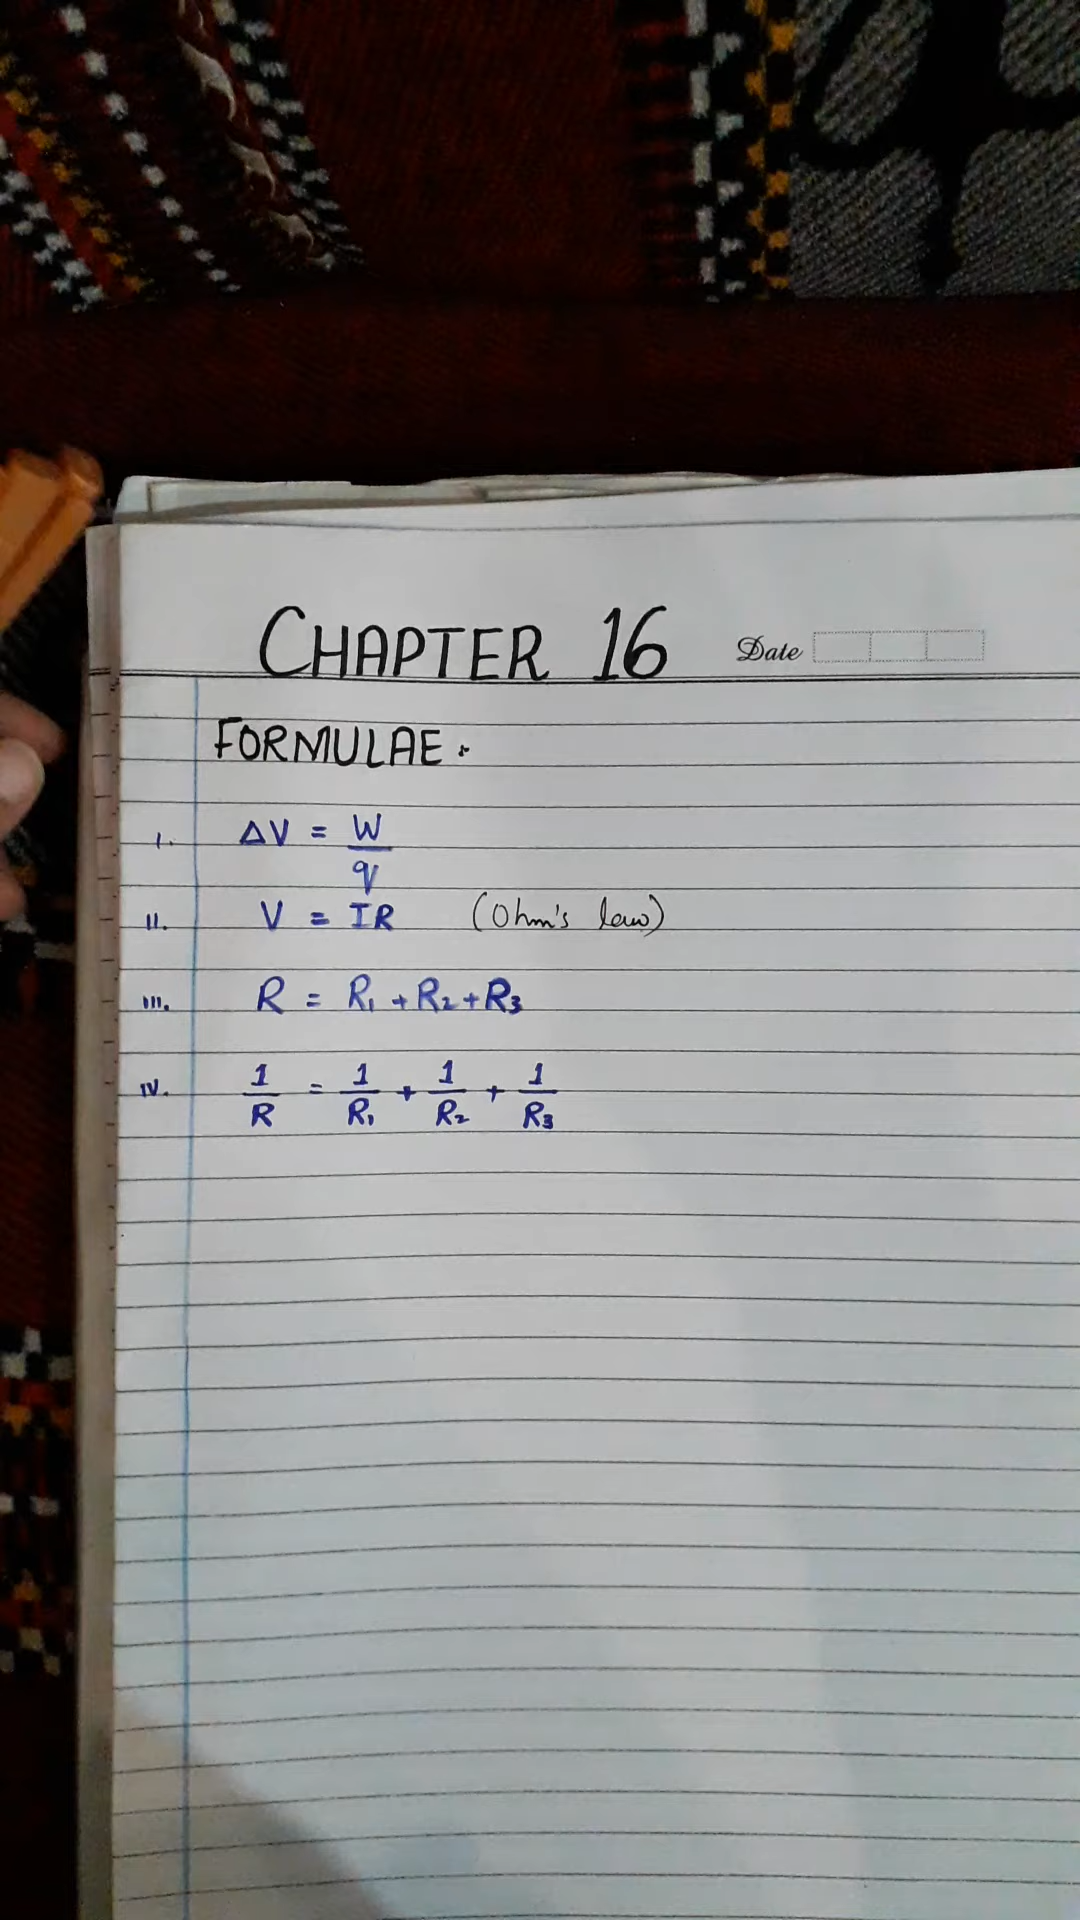 CHAPTER 16
Date
FORMULAE:
I. ΔV = W/q
II. V = IR (Ohm's law)
III. R = R₁ + R₂ + R₃
IV. 1/R = 1/R₁ + 1/R₂ + 1/R₃